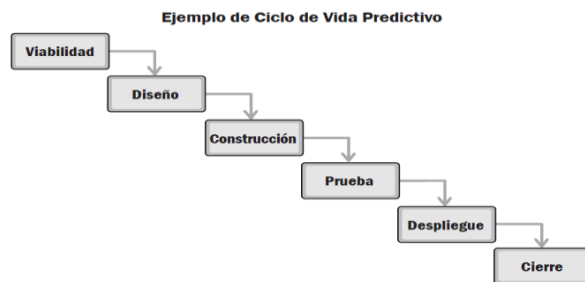 Ejemplo de Ciclo de Vida Predictivo
Viabilidad
Diseño
Construcción
Prueba
Despliegue
Cierre